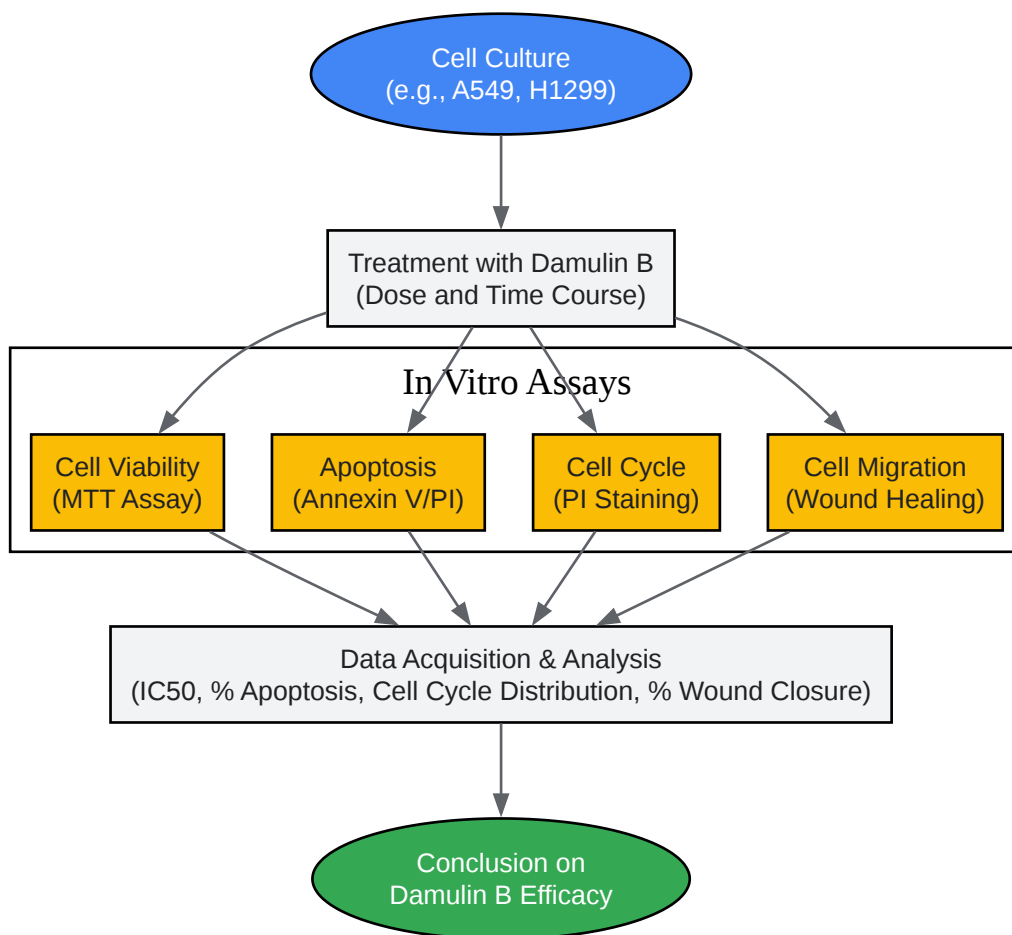 Cell Culture
(e.g., A549, H1299)
Treatment with Damulin B
(Dose and Time Course)
In Vitro Assays
Cell Viability
(MTT Assay)
Apoptosis
(Annexin V/PI)
Cell Cycle
(PI Staining)
Cell Migration
(Wound Healing)
Data Acquisition & Analysis
(IC50, % Apoptosis, Cell Cycle Distribution, % Wound Closure)
Conclusion on
Damulin B Efficacy